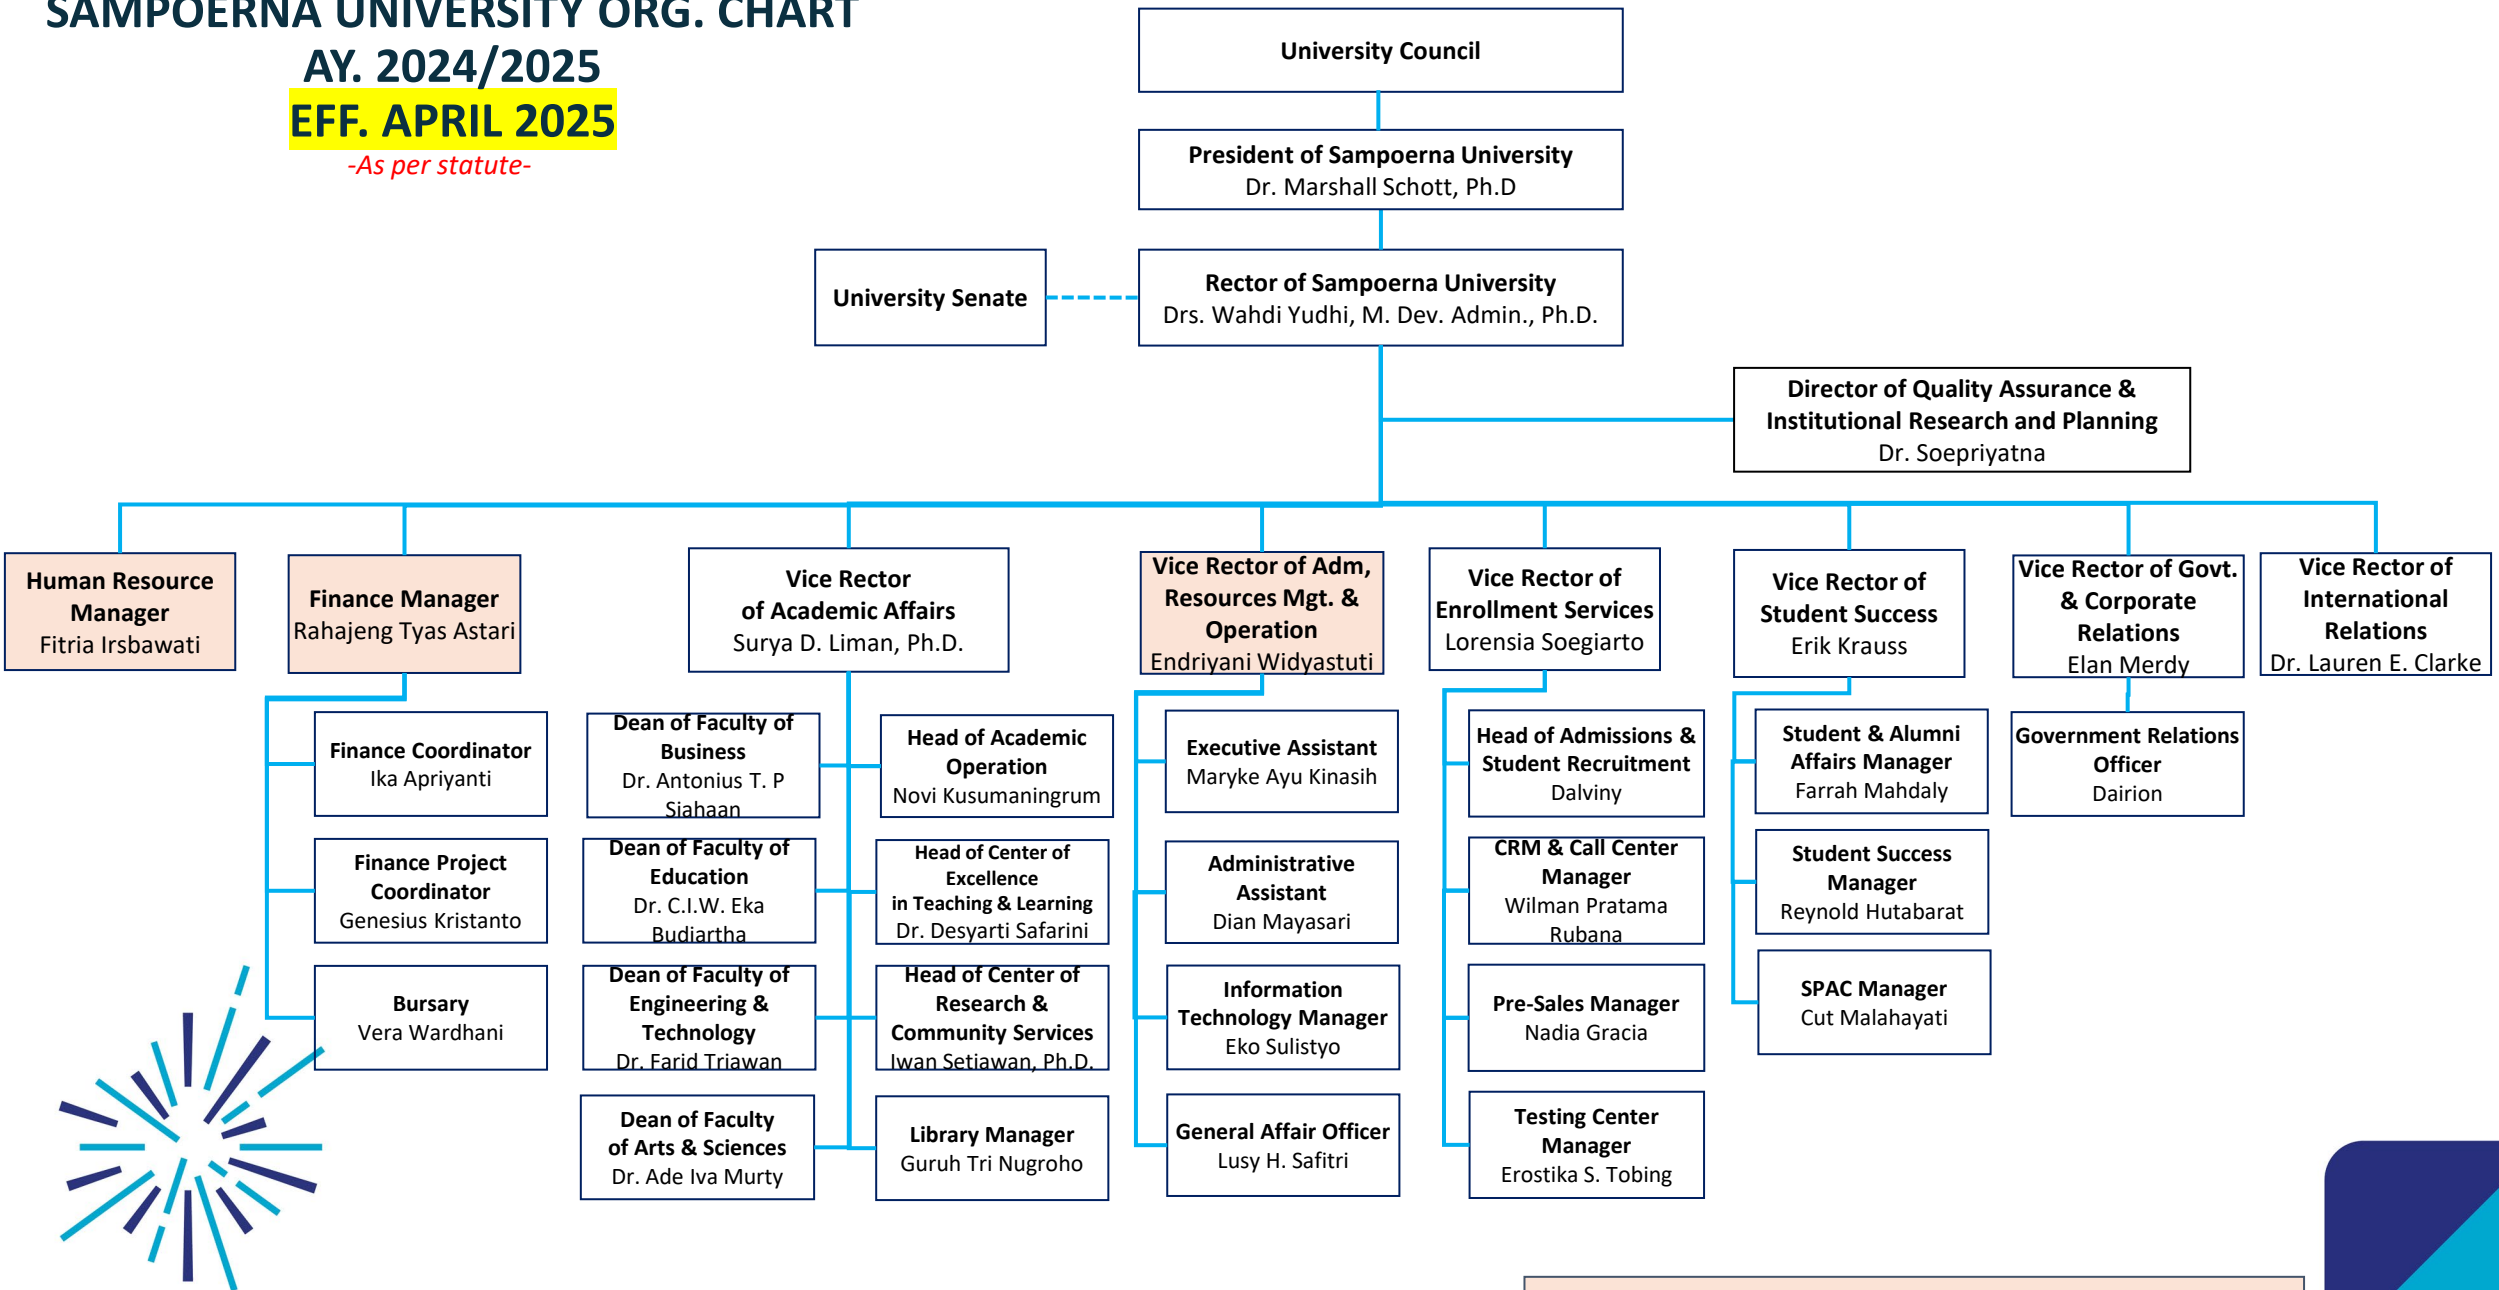 SAMPOERNA UNIVERSITY ORG. CHART
AY. 2024/2025
EFF. APRIL 2025
-As per statute-
University Council
President of Sampoerna University
Dr. Marshall Schott, Ph.D
University Senate
Rector of Sampoerna University
Drs. Wahdi Yudhi, M. Dev. Admin., Ph.D.
Director of Quality Assurance &
Institutional Research and Planning
Dr. Soepriyatna
Human Resource
Manager
Fitria Irsbawati
Finance Manager
Rahajeng Tyas Astari
Vice Rector
of Academic Affairs
Surya D. Liman, Ph.D.
Vice Rector of Adm,
Resources Mgt. &
Operation
Endriyani Widyastuti
Vice Rector of
Enrollment Services
Lorensia Soegiarto
Vice Rector of
Student Success
Erik Krauss
Vice Rector of Govt.
& Corporate
Relations
Elan Merdy
Vice Rector of
International
Relations
Dr. Lauren E. Clarke
Finance Coordinator
Ika Apriyanti
Finance Project
Coordinator
Genesius Kristanto
Bursary
Vera Wardhani
Dean of Faculty of
Business
Dr. Antonius T. P
Siahaan
Dean of Faculty of
Education
Dr. C.I.W. Eka
Budiartha
Dean of Faculty of
Engineering &
Technology
Dr. Farid Triawan
Dean of Faculty
of Arts & Sciences
Dr. Ade Iva Murty
Head of Academic
Operation
Novi Kusumaningrum
Head of Center of
Excellence
in Teaching & Learning
Dr. Desyarti Safarini
Head of Center of
Research &
Community Services
Iwan Setiawan, Ph.D.
Library Manager
Guruh Tri Nugroho
Executive Assistant
Maryke Ayu Kinasih
Administrative
Assistant
Dian Mayasari
Information
Technology Manager
Eko Sulistyo
General Affair Officer
Lusy H. Safitri
Head of Admissions &
Student Recruitment
Dalviny
CRM & Call Center
Manager
Wilman Pratama
Rubana
Pre-Sales Manager
Nadia Gracia
Testing Center
Manager
Erostika S. Tobing
Student & Alumni
Affairs Manager
Farrah Mahdaly
Student Success
Manager
Reynold Hutabarat
SPAC Manager
Cut Malahayati
Government Relations
Officer
Dairion